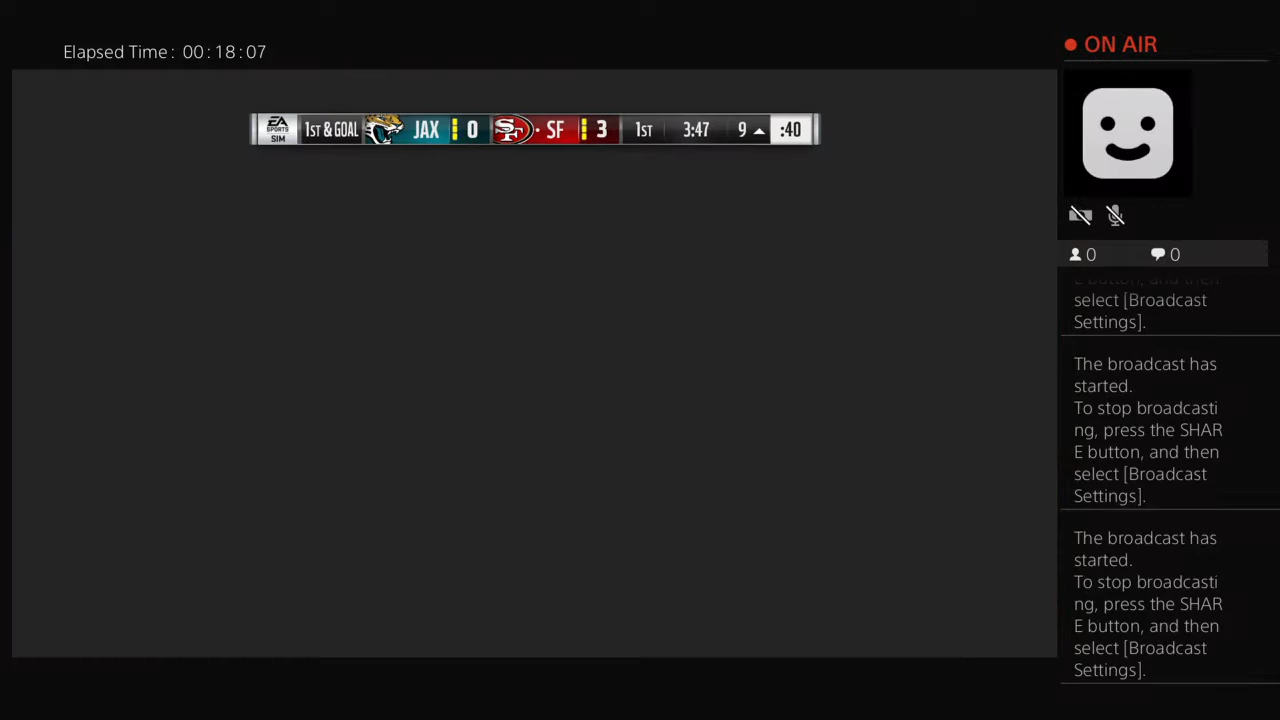 Elapsed Time: 00:18:07
ON AIR
EA SPORTS SIM 1ST & GOAL JAX 0 SF SF 3 1ST 3:47 9 :40
0 0
select [Broadcast
Settings].
The broadcast has
started.
To stop broadcasti
ng, press the SHAR
E button, and then
select [Broadcast
Settings].
The broadcast has
started.
To stop broadcasti
ng, press the SHAR
E button, and then
select [Broadcast
Settings].